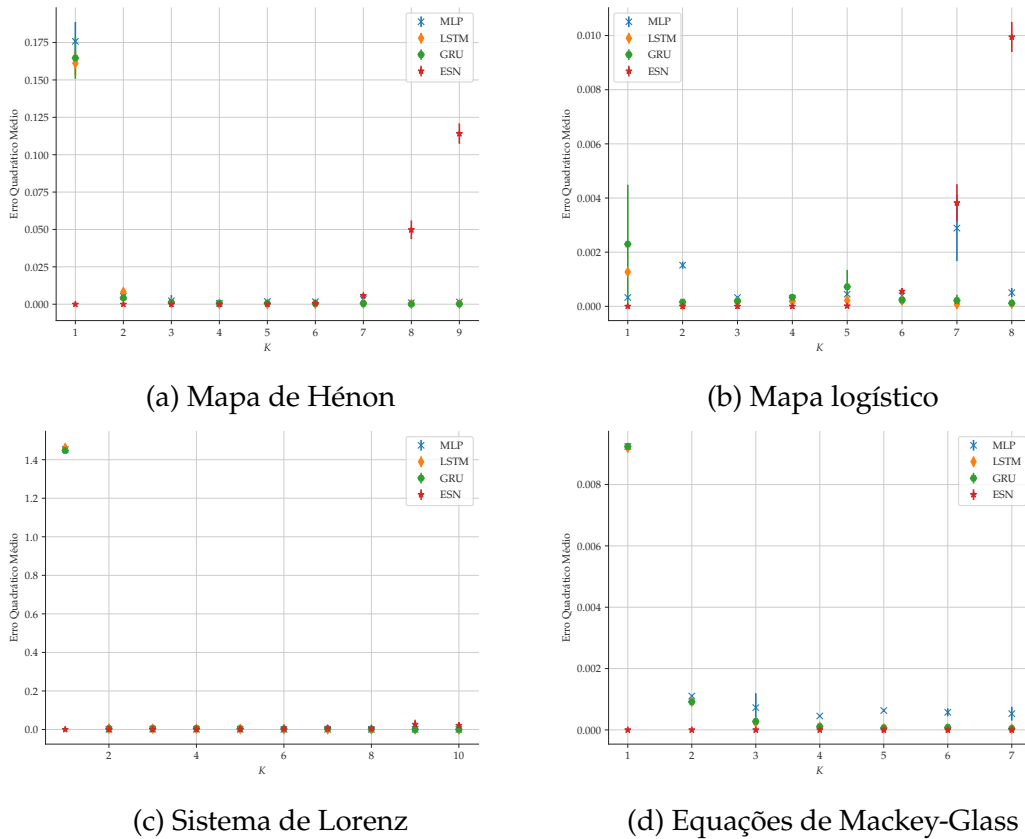 0.175
0.150
0.125
0.100
0.075
0.050
0.025
0.000
Erro Quadrático Médio
MLP
LSTM
GRU
ESN
1 2 3 4 5 6 7 8 9
K
(a) Mapa de Hénon
0.010
0.008
0.006
0.004
0.002
0.000
Erro Quadrático Médio
MLP
LSTM
GRU
ESN
1 2 3 4 5 6 7 8
K
(b) Mapa logístico
1.4
1.2
1.0
0.8
0.6
0.4
0.2
0.0
Erro Quadrático Médio
MLP
LSTM
GRU
ESN
2 4 6 8 10
K
(c) Sistema de Lorenz
0.008
0.006
0.004
0.002
0.000
Erro Quadrático Médio
MLP
LSTM
GRU
ESN
1 2 3 4 5 6 7
K
(d) Equações de Mackey-Glass